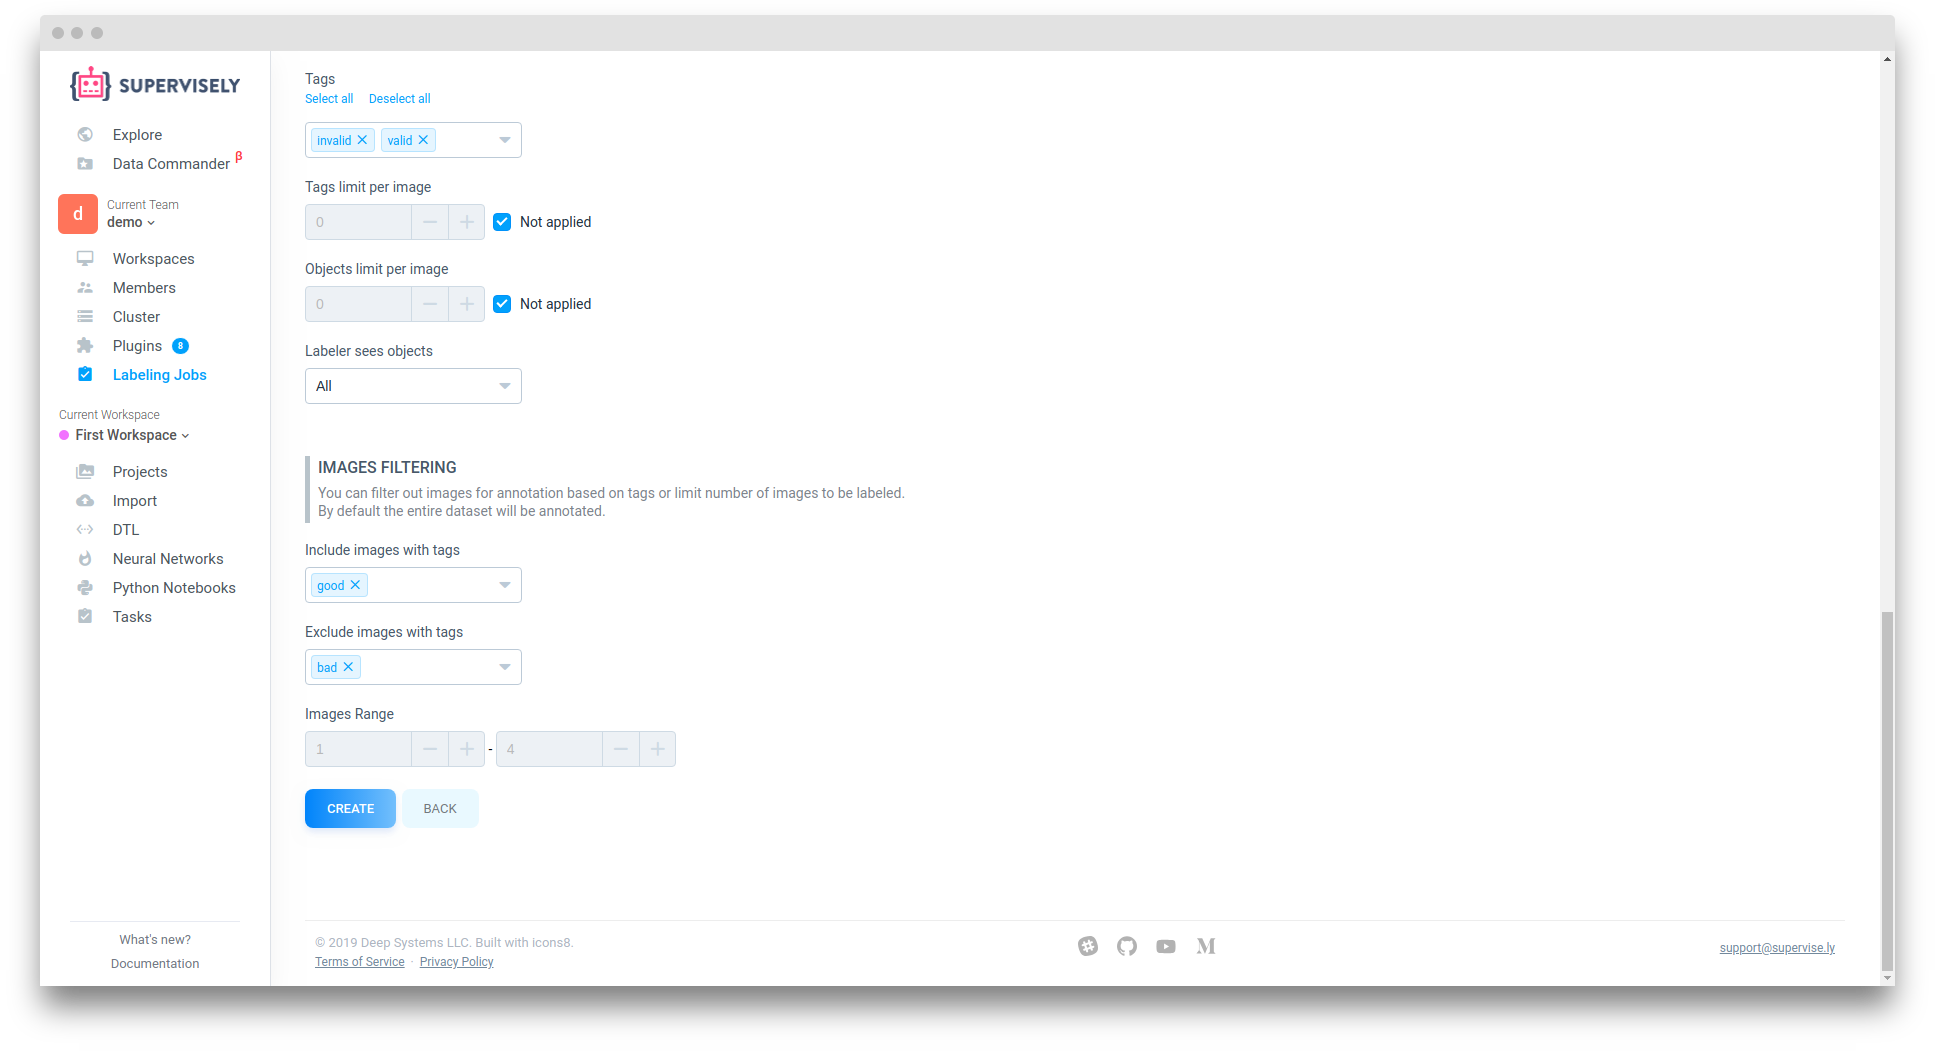 SUPERVISELY
Explore
Data Commander β
d
Current Team
demo
Workspaces
Members
Cluster
Plugins 8
Labeling Jobs
Current Workspace
First Workspace
Projects
Import
DTL
Neural Networks
Python Notebooks
Tasks
What's new?
Documentation
Tags
Select all Deselect all
invalid valid
Tags limit per image
0 Not applied
Objects limit per image
0 Not applied
Labeler sees objects
All
IMAGES FILTERING
You can filter out images for annotation based on tags or limit number of images to be labeled.
By default the entire dataset will be annotated.
Include images with tags
good
Exclude images with tags
bad
Images Range
1 - 4
CREATE BACK
© 2019 Deep Systems LLC. Built with icons8.
Terms of Service · Privacy Policy
support@supervise.ly